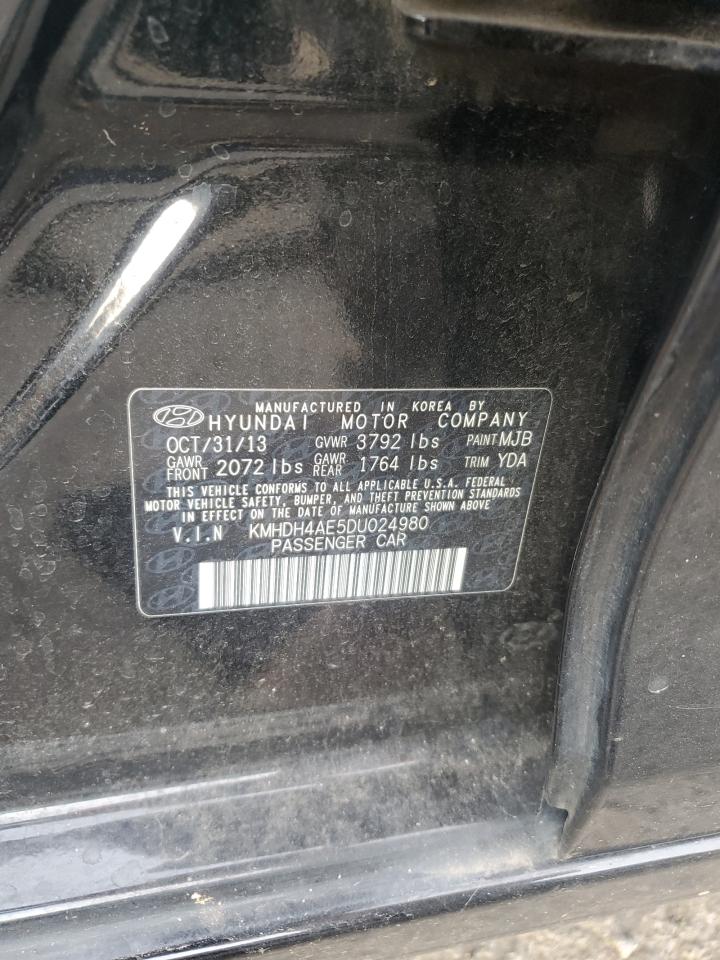 MANUFACTURED IN KOREA BY
HYUNDAI MOTOR COMPANY
OCT/31/13 GVWR 3792 lbs PAINT MJB
GAWR FRONT 2072 lbs GAWR REAR 1764 lbs TRIM YDA
THIS VEHICLE CONFORMS TO ALL APPLICABLE U.S.A. FEDERAL
MOTOR VEHICLE SAFETY, BUMPER, AND THEFT PREVENTION STANDARDS
IN EFFECT ON THE DATE OF MANUFACTURE SHOWN ABOVE.
V.I.N KMHDH4AE5DU024980
PASSENGER CAR